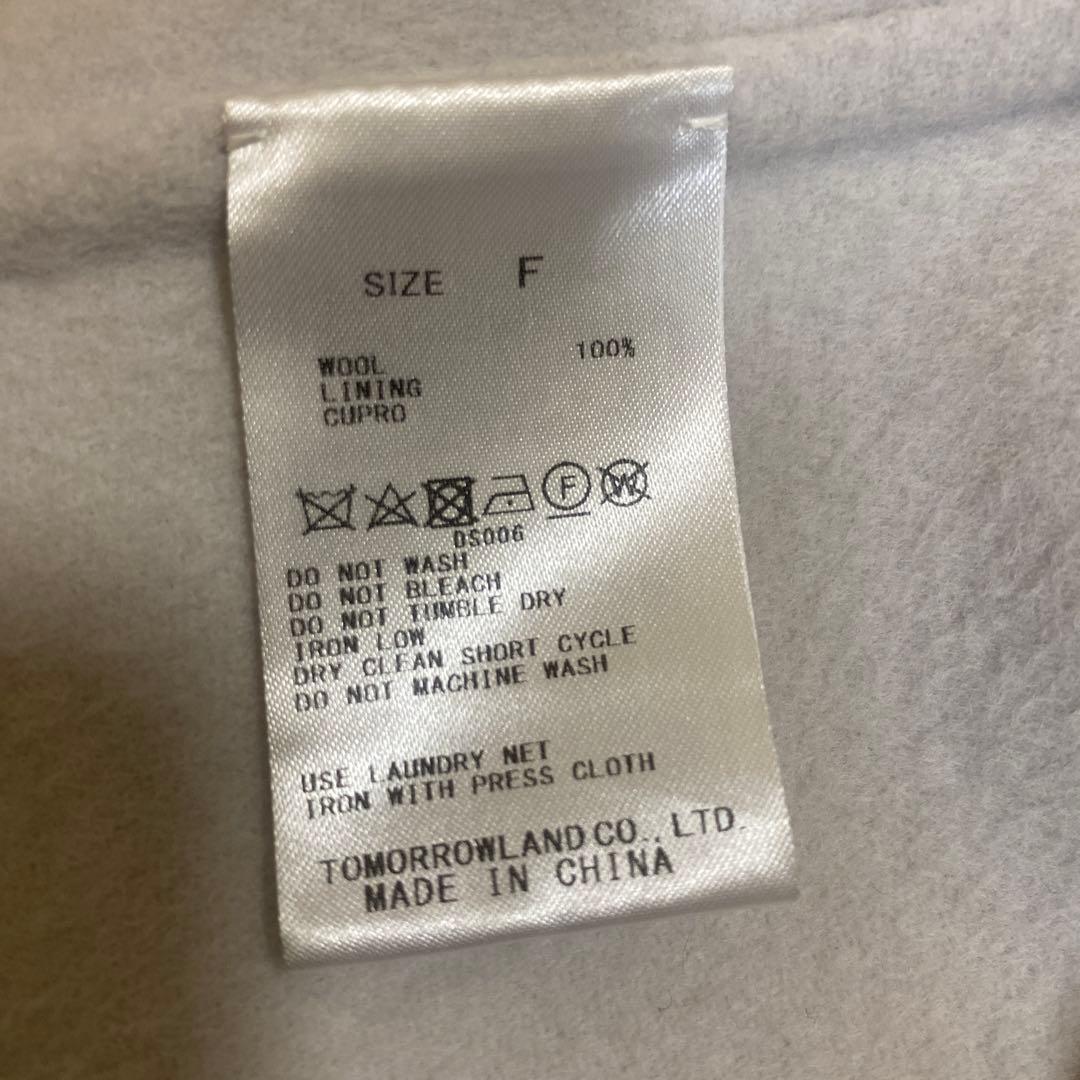 SIZE F
WOOL 100%
LINING
CUPRO
F W
DS006
DO NOT WASH
DO NOT BLEACH
DO NOT TUMBLE DRY
IRON LOW
DRY CLEAN SHORT CYCLE
DO NOT MACHINE WASH
USE LAUNDRY NET
IRON WITH PRESS CLOTH
TOMORROWLAND CO., LTD.
MADE IN CHINA